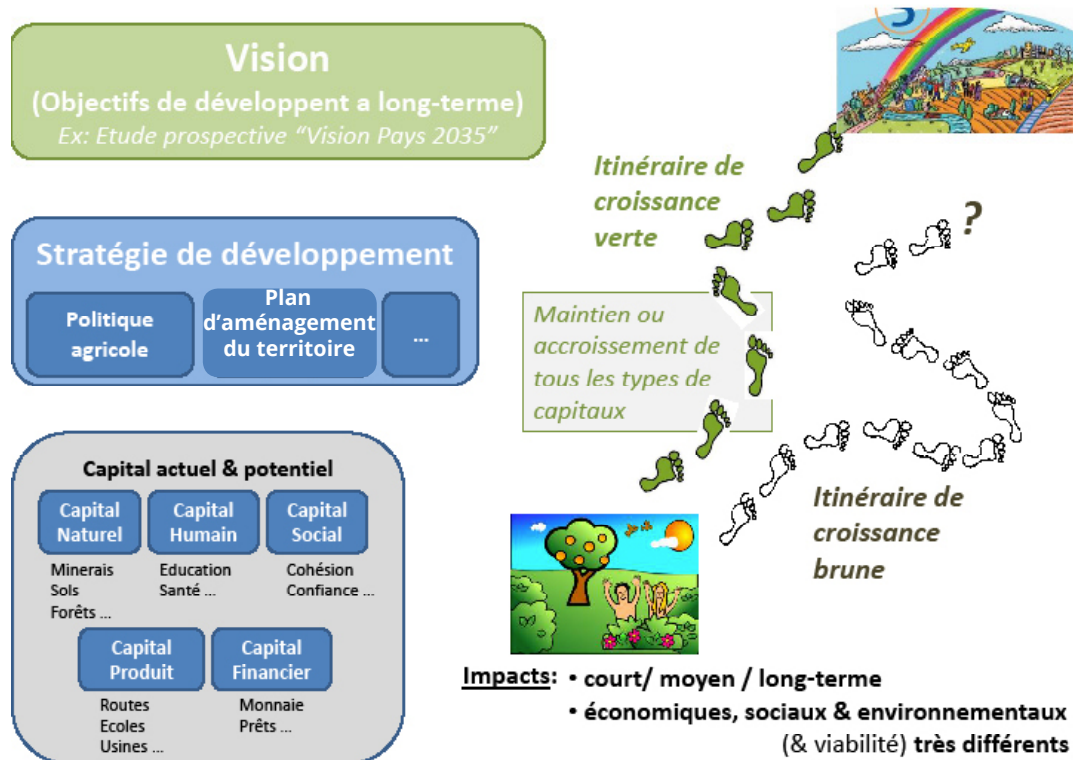 Vision
(Objectifs de développent a long-terme)
Ex: Etude prospective “Vision Pays 2035”
Stratégie de développement
Politique
agricole
Plan
d’aménagement
du territoire
...
Capital actuel & potentiel
Capital
Naturel
Minerais
Sols
Forêts ...
Capital
Humain
Education
Santé ...
Capital
Social
Cohésion
Confiance ...
Capital
Produit
Routes
Ecoles
Usines ...
Capital
Financier
Monnaie
Prêts ...
Itinéraire de
croissance
verte
?
Maintien ou
accroissement de
tous les types de
capitaux
Itinéraire de
croissance
brune
Impacts: • court/ moyen / long-terme
• économiques, sociaux & environnementaux
(& viabilité) très différents